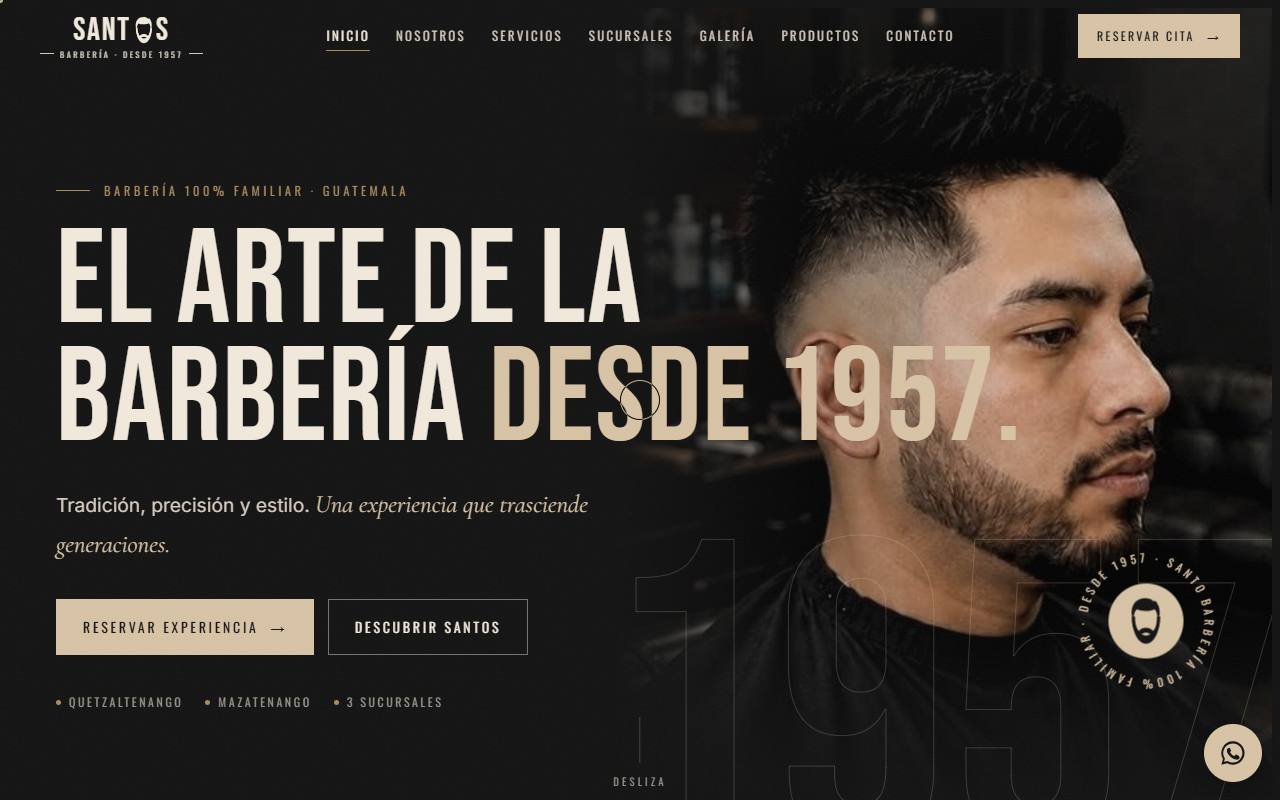 SANTOS
BARBERÍA · DESDE 1957
INICIO NOSOTROS SERVICIOS SUCURSALES GALERÍA PRODUCTOS CONTACTO
RESERVAR CITA →
BARBERÍA 100% FAMILIAR · GUATEMALA
EL ARTE DE LA
BARBERÍA DESDE 1957.
Tradición, precisión y estilo. Una experiencia que trasciende
generaciones.
RESERVAR EXPERIENCIA →
DESCUBRIR SANTOS
QUETZALTENANGO
MAZATENANGO
3 SUCURSALES
1957
DESDE 1957 · SANTO BARBERÍA 100% FAMILIAR ·
DESLIZA